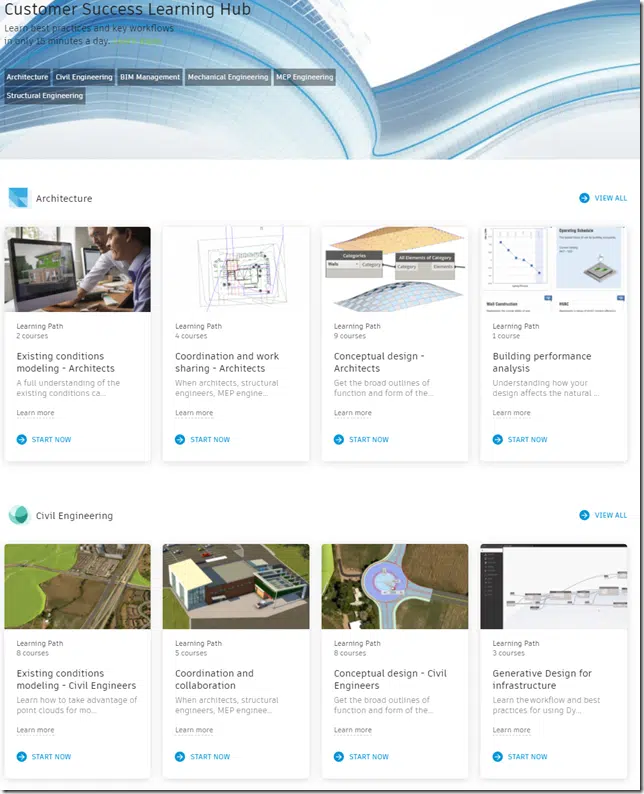 Customer Success Learning Hub
Learn best practices and key workflows
in only 15 minutes a day.
Architecture
Civil Engineering
BIM Management
Mechanical Engineering
MEP Engineering
Structural Engineering
Architecture
VIEW ALL
Categories
Walls
Category
All Elements of Category
Category
Elements
Operating Schedule
Wall Construction
HVAC
Learning Path
2 courses
Existing conditions
modeling - Architects
A full understanding of the
existing conditions ca...
Learn more
START NOW
Learning Path
4 courses
Coordination and work
sharing - Architects
When architects, structural
engineers, MEP engine...
Learn more
START NOW
Learning Path
9 courses
Conceptual design -
Architects
Get the broad outlines of
function and form of the...
Learn more
START NOW
Learning Path
1 course
Building performance
analysis
Understanding how your
design affects the natural ...
Learn more
START NOW
Civil Engineering
VIEW ALL
Learning Path
8 courses
Existing conditions
modeling - Civil Engineers
Learn how to take advantage of
point clouds for mo...
Learn more
START NOW
Learning Path
5 courses
Coordination and
collaboration
When architects, structural
engineers, MEP enginee...
Learn more
START NOW
Learning Path
8 courses
Conceptual design - Civil
Engineers
Get the broad outlines of
function and form of the...
Learn more
START NOW
Learning Path
3 courses
Generative Design for
infrastructure
Learn the workflow and best
practices for using Dy...
Learn more
START NOW